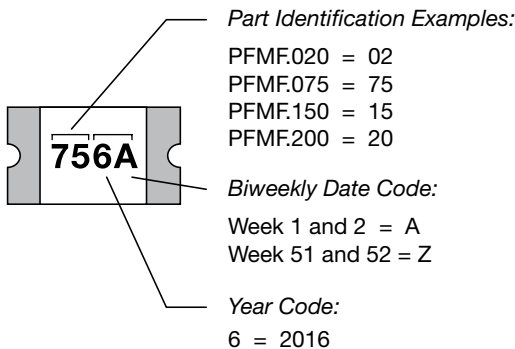 Part Identification Examples:
PFMF.020 = 02
PFMF.075 = 75
PFMF.150 = 15
PFMF.200 = 20
756A
Biweekly Date Code:
Week 1 and 2 = A
Week 51 and 52 = Z
Year Code:
6 = 2016